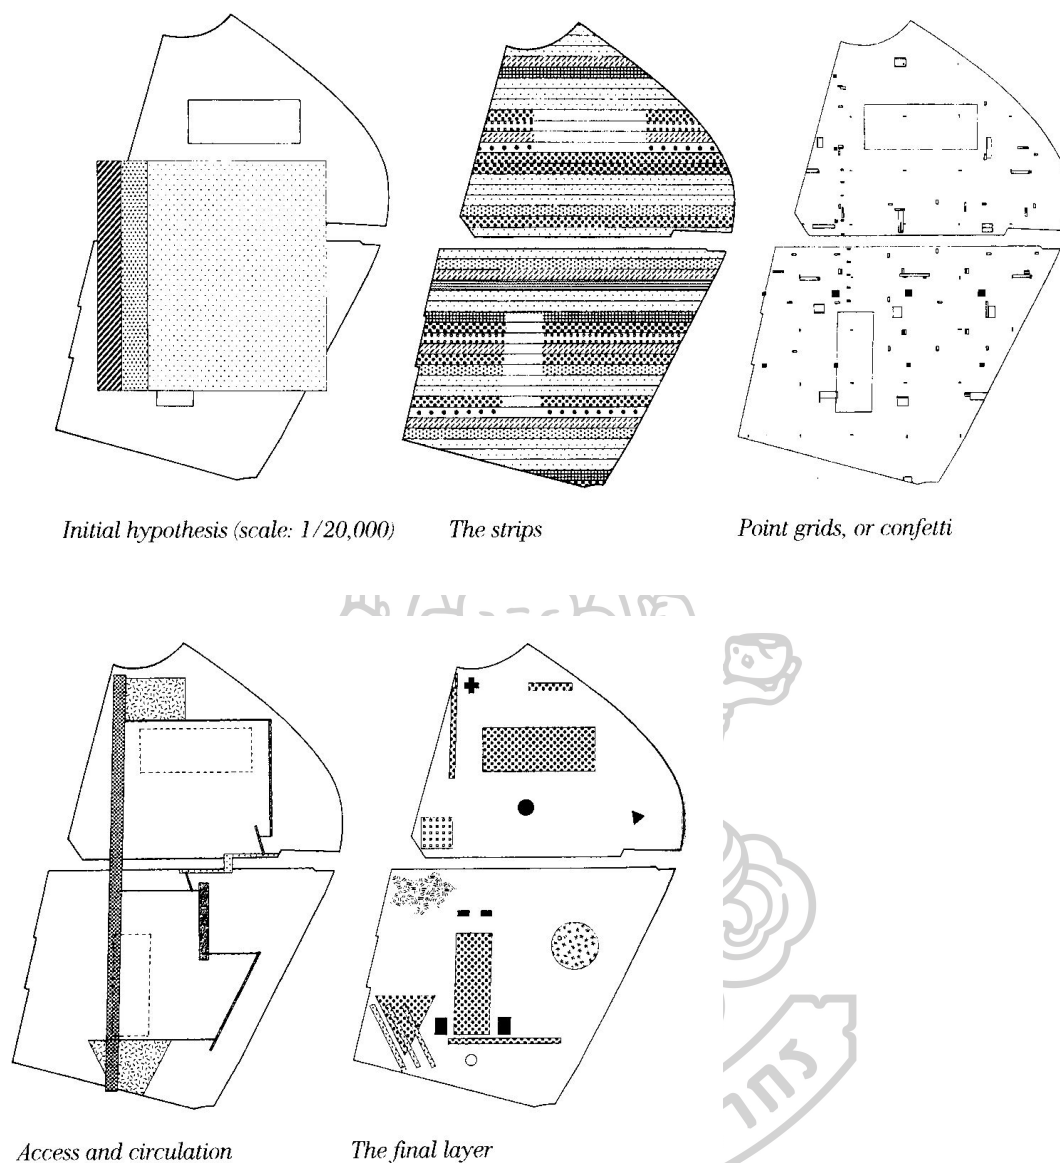 Initial hypothesis (scale: 1/20,000)
The strips
Point grids, or confetti
Access and circulation
The final layer